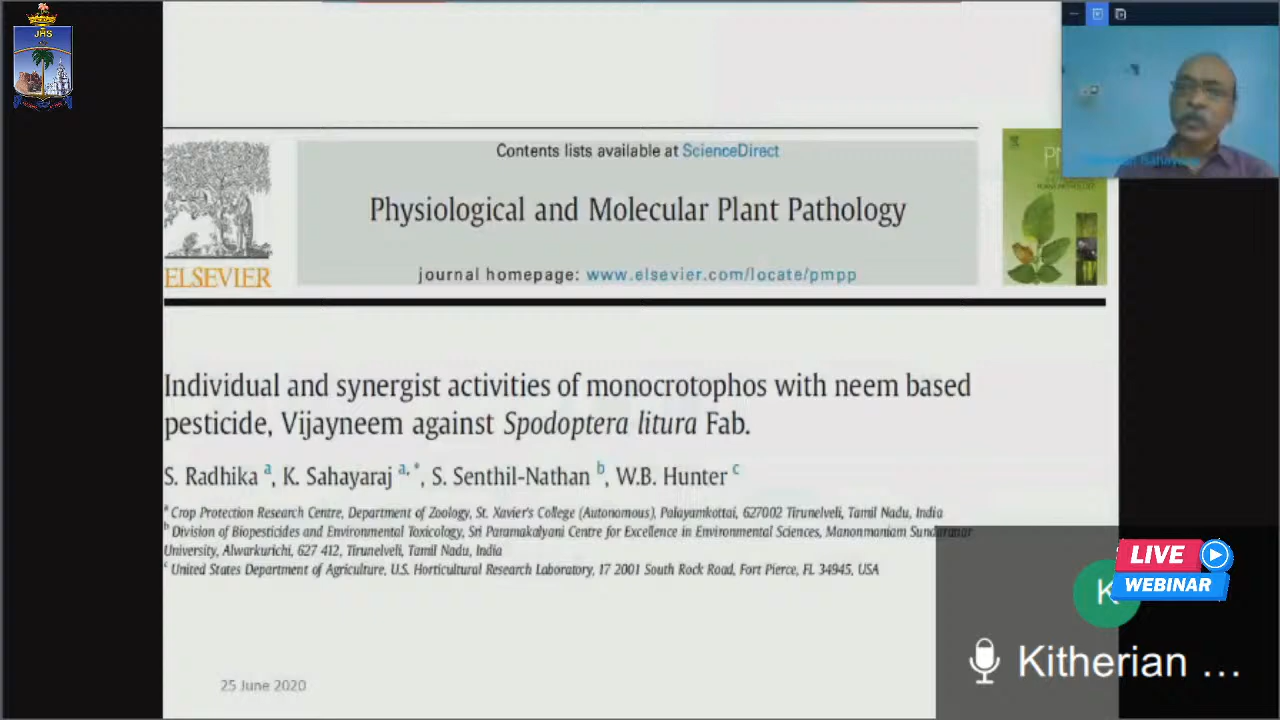 JHS
Contents lists available at ScienceDirect
Physiological and Molecular Plant Pathology
journal homepage: www.elsevier.com/locate/pmpp
ELSEVIER
PLANT PATHOLOGY
Individual and synergist activities of monocrotophos with neem based
pesticide, Vijayneem against Spodoptera litura Fab.
S. Radhika a, K. Sahayaraj a, *, S. Senthil-Nathan b, W.B. Hunter c
a Crop Protection Research Centre, Department of Zoology, St. Xavier's College (Autonomous), Palayamkottai, 627002 Tirunelveli, Tamil Nadu, India
b Division of Biopesticides and Environmental Toxicology, Sri Paramakalyani Centre for Excellence in Environmental Sciences, Manonmaniam Sundaranar
University, Alwarkurichi, 627 412, Tirunelveli, Tamil Nadu, India
c United States Department of Agriculture, U.S. Horticultural Research Laboratory, 17 2001 South Rock Road, Fort Pierce, FL 34945, USA
LIVE
WEBINAR
K
Kitherian ...
25 June 2020